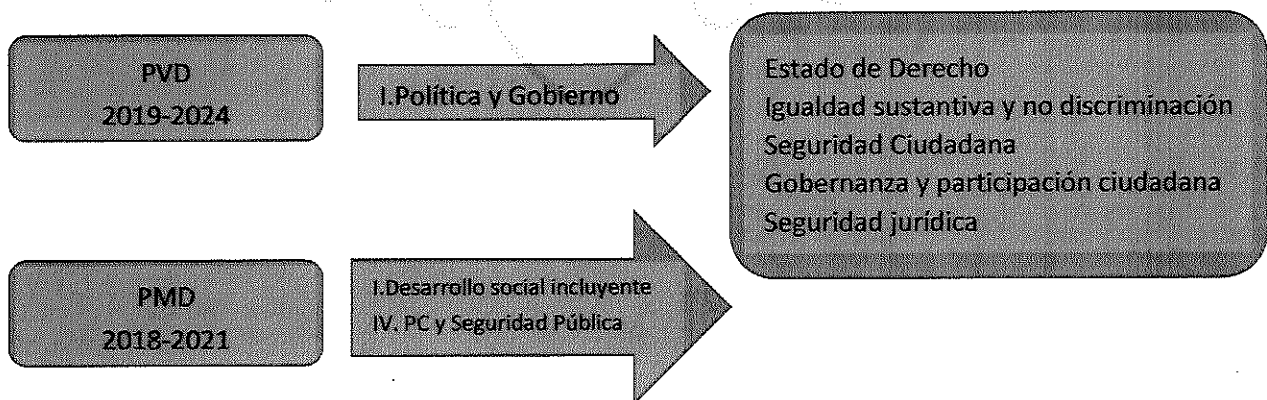 PVD
2019-2024
I.Política y Gobierno
Estado de Derecho
Igualdad sustantiva y no discriminación
Seguridad Ciudadana
Gobernanza y participación ciudadana
Seguridad jurídica
PMD
2018-2021
I.Desarrollo social incluyente
IV. PC y Seguridad Pública